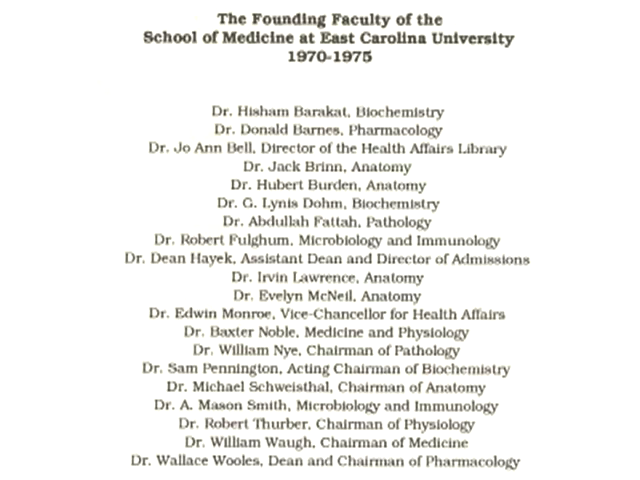 The Founding Faculty of the
School of Medicine at East Carolina University
1970-1975
Dr. Hisham Barakat, Biochemistry
Dr. Donald Barnes, Pharmacology
Dr. Jo Ann Bell, Director of the Health Affairs Library
Dr. Jack Brinn, Anatomy
Dr. Hubert Burden, Anatomy
Dr. G. Lynis Dohm, Biochemistry
Dr. Abdullah Fattah, Pathology
Dr. Robert Fulghum, Microbiology and Immunology
Dr. Dean Hayek, Assistant Dean and Director of Admissions
Dr. Irvin Lawrence, Anatomy
Dr. Evelyn McNeil, Anatomy
Dr. Edwin Monroe, Vice-Chancellor for Health Affairs
Dr. Baxter Noble, Medicine and Physiology
Dr. William Nye, Chairman of Pathology
Dr. Sam Pennington, Acting Chairman of Biochemistry
Dr. Michael Schweisthal, Chairman of Anatomy
Dr. A. Mason Smith, Microbiology and Immunology
Dr. Robert Thurber, Chairman of Physiology
Dr. William Waugh, Chairman of Medicine
Dr. Wallace Wooles, Dean and Chairman of Pharmacology